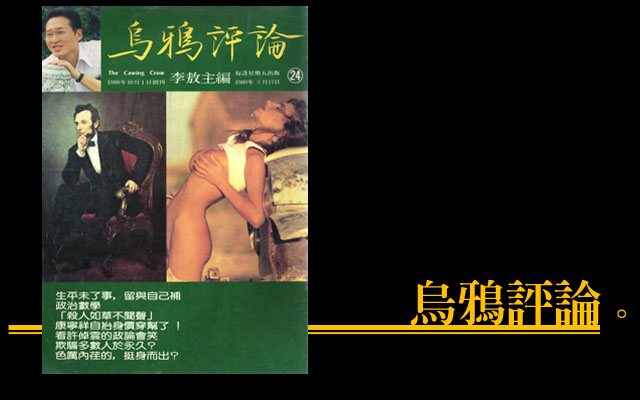 烏鴉評論
The Cawing Crow
1988年10月1日創刊
李敖主編
每逢星期五出版
1989年3月17日
24
生平未了事，留與自己補
政治數學
「殺人如草不聞聲」
康寧祥自抬身價穿幫了！
看許倬雲的政論會笑
欺騙多數人於永久？
色厲內荏的，挺身而出？
烏鴉評論。